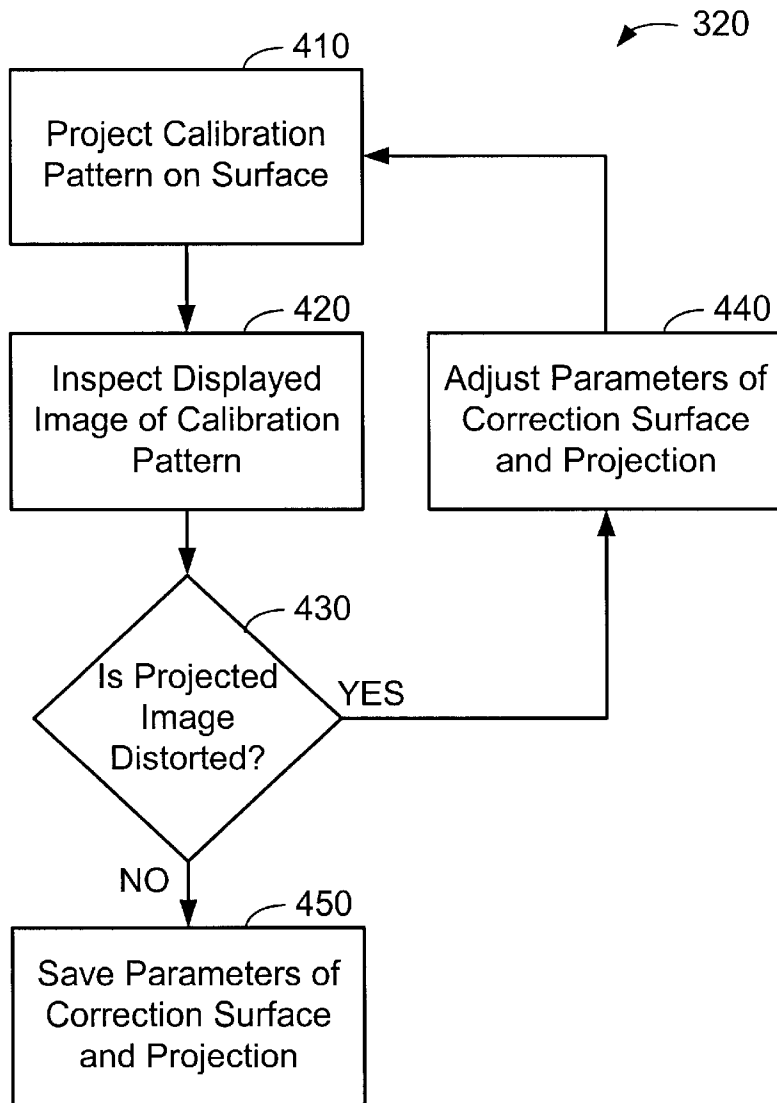 320
410
Project Calibration
Pattern on Surface
420
Inspect Displayed
Image of Calibration
Pattern
440
Adjust Parameters of
Correction Surface
and Projection
430
Is Projected
Image
Distorted?
YES
NO
450
Save Parameters of
Correction Surface
and Projection